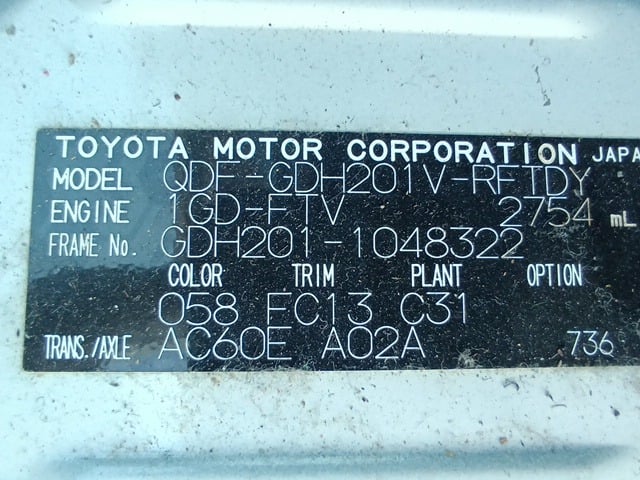 TOYOTA MOTOR CORPORATION JAPA
MODEL QDF-GDH201V-RFTDY
ENGINE 1GD-FTV 2754 mL
FRAME No. GDH201-1048322
COLOR TRIM PLANT OPTION
058 FC13 C31
TRANS./AXLE AC60E A02A 736